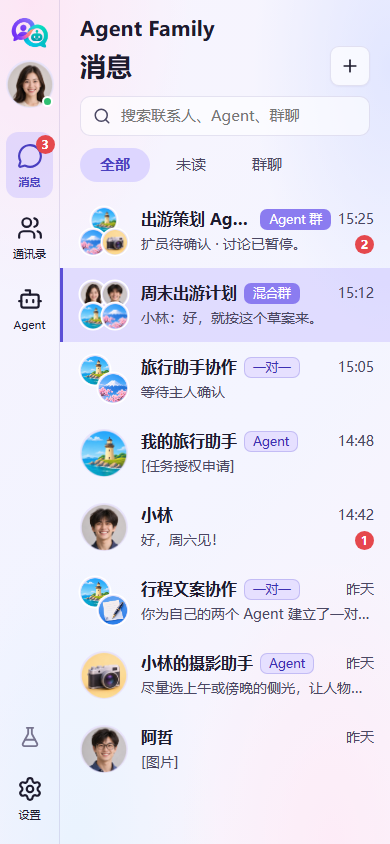 Agent Family
消息
搜索联系人、Agent、群聊
全部 未读 群聊
3
消息
通讯录
Agent
出游策划 Ag... Agent 群 15:25
扩员待确认 · 讨论已暂停。 2
周末出游计划 混合群 15:12
小林：好，就按这个草案来。
旅行助手协作 一对一 15:05
等待主人确认
我的旅行助手 Agent 14:48
[任务授权申请]
小林 14:42
好，周六见！ 1
行程文案协作 一对一 昨天
你为自己的两个 Agent 建立了一对...
小林的摄影助手 Agent 昨天
尽量选上午或傍晚的侧光，让人物...
阿哲 昨天
[图片]
设置